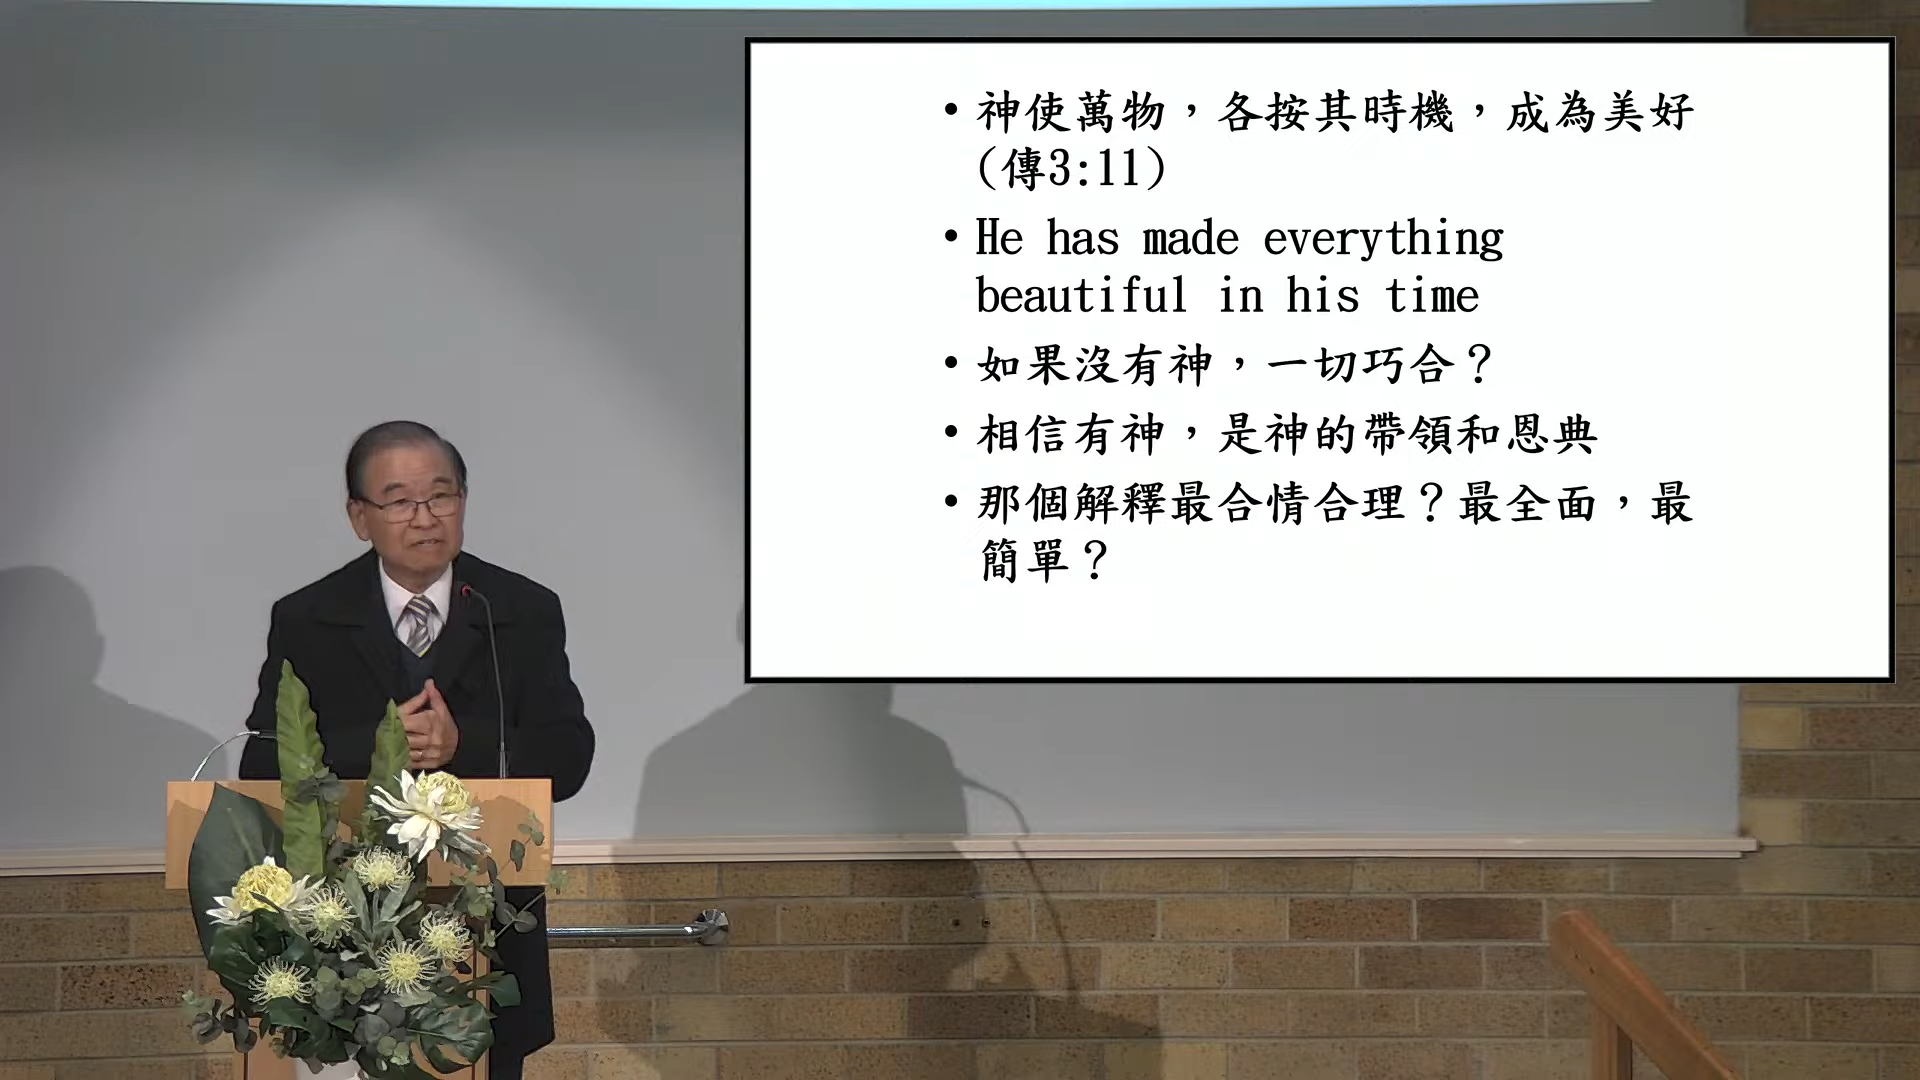 • 神使萬物，各按其時機，成為美好
(傳3:11)
• He has made everything
beautiful in his time
• 如果沒有神，一切巧合？
• 相信有神，是神的帶領和恩典
• 那個解釋最合情合理？最全面，最
簡單？